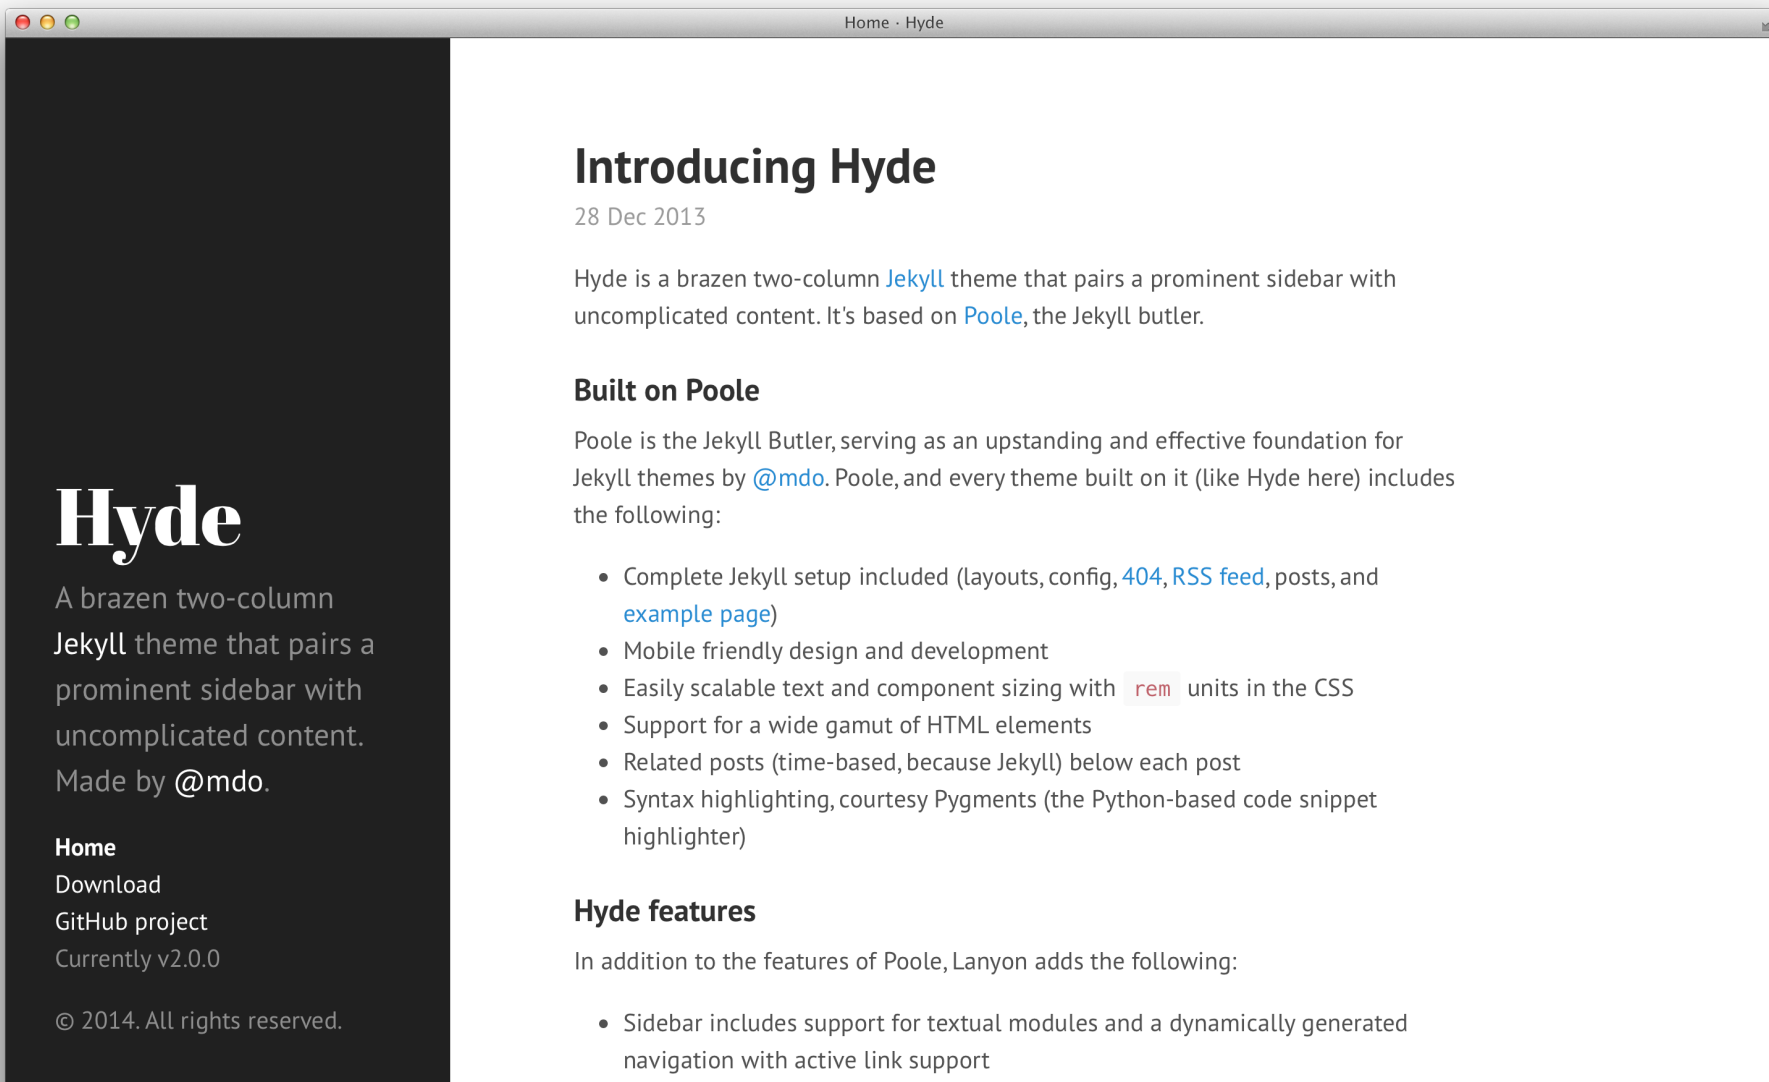 Home · Hyde
Hyde
A brazen two-column
Jekyll theme that pairs a
prominent sidebar with
uncomplicated content.
Made by @mdo.
Home
Download
GitHub project
Currently v2.0.0
© 2014. All rights reserved.
Introducing Hyde
28 Dec 2013
Hyde is a brazen two-column Jekyll theme that pairs a prominent sidebar with
uncomplicated content. It's based on Poole, the Jekyll butler.
Built on Poole
Poole is the Jekyll Butler, serving as an upstanding and effective foundation for
Jekyll themes by @mdo. Poole, and every theme built on it (like Hyde here) includes
the following:
• Complete Jekyll setup included (layouts, config, 404, RSS feed, posts, and
example page)
• Mobile friendly design and development
• Easily scalable text and component sizing with rem units in the CSS
• Support for a wide gamut of HTML elements
• Related posts (time-based, because Jekyll) below each post
• Syntax highlighting, courtesy Pygments (the Python-based code snippet
highlighter)
Hyde features
In addition to the features of Poole, Lanyon adds the following:
• Sidebar includes support for textual modules and a dynamically generated
navigation with active link support